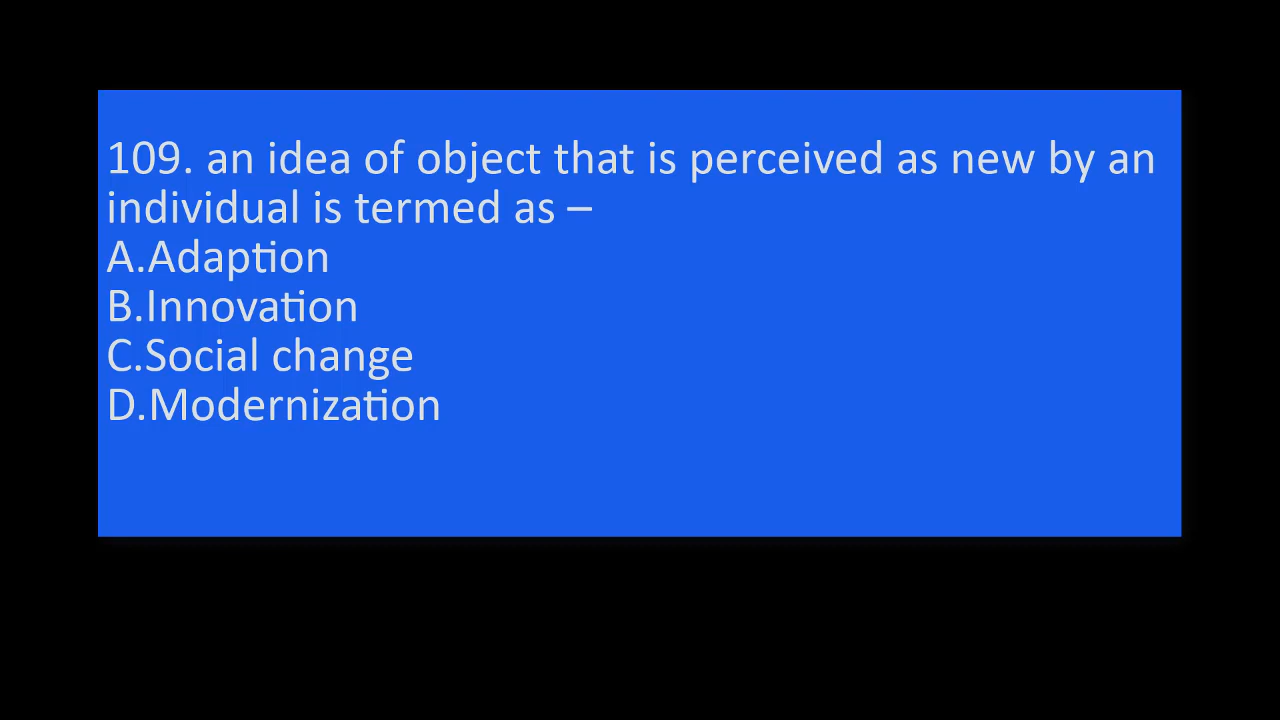 109. an idea of object that is perceived as new by an
individual is termed as –
A.Adaption
B.Innovation
C.Social change
D.Modernization